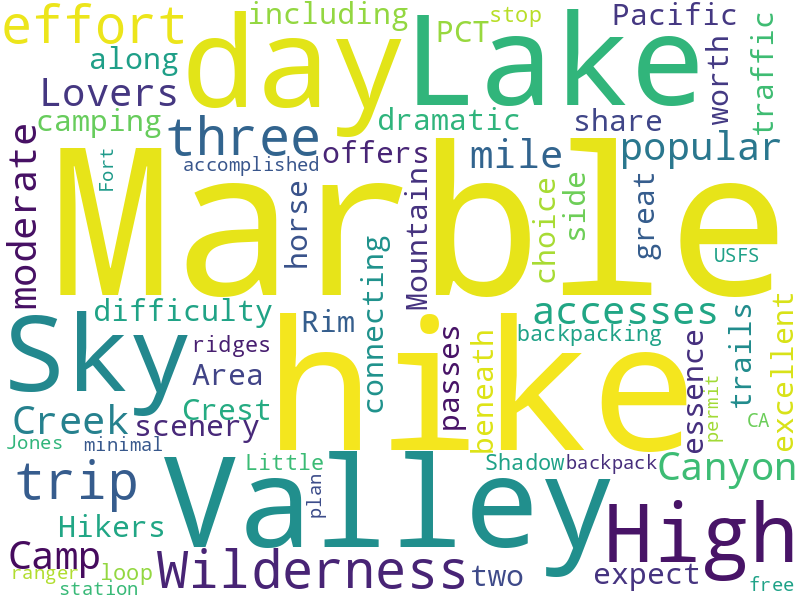 effort
day
Lake
including
PCT
stop
Pacific
along
Lovers
worth
traffic
camping
three
dramatic
share
popular
moderate
Fort
accomplished
offers
mile
Marble
horse
Mountains
choice
side
great
USFS
connecting
difficulty
Rim
accesses
backpacking
Sky
hike
ridges
Area
passes
beneath
essence
permit
trails
excellent
Creek
Crest
scenery
CA
Jones
minimal
Little
Shadow
backpack
Canyon
trip
Valley
plan
High
Hikers
Camp
Wilderness
two
expect
ranger
loop
station
free